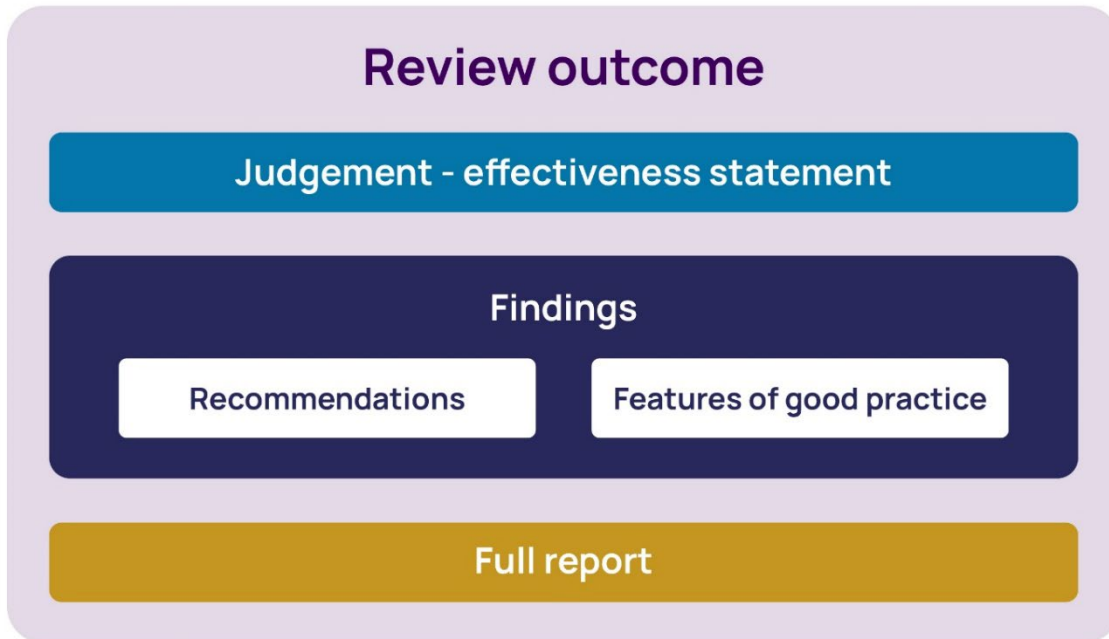 Review outcome
Judgement - effectiveness statement
Findings
Recommendations
Features of good practice
Full report